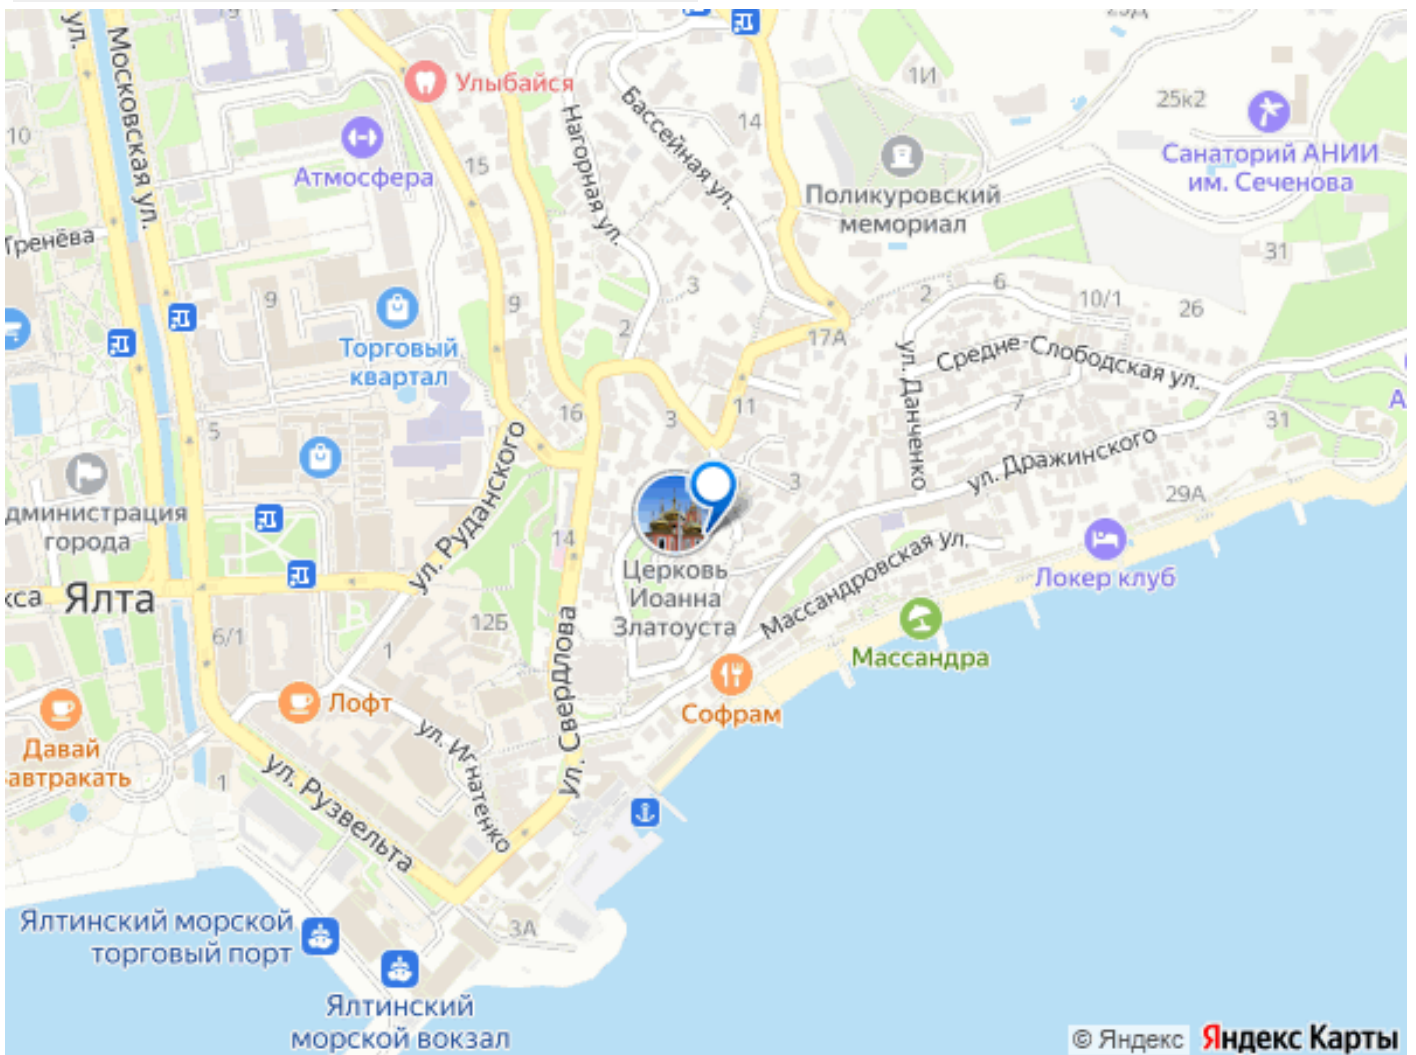 23Д
ул.
Московская ул.
Улыбайся
1И
25к2
10
Нагорная ул.
Бассейная ул.
14
Атмосфера
15
Санаторий АНИИ
им. Сеченова
Поликуровский
мемориал
Тренёва
31
9
9
3
2
6
10/1
26
2
17А
Торговый
квартал
ул. Данченко
Средне-Слободская ул.
16
3
11
7
31
5
ул. Руданского
3
ул. Дражинского
29А
дминистрация
города
14
Массандровская ул.
Локер клуб
кса
Ялта
Церковь
Иоанна
Златоуста
6/1
12Б
1
ул. Свердлова
Массандра
Лофт
Софрам
Давай
автракать
ул. Игнатенко
1
ул. Рузвельта
Ялтинский морской
торговый порт
3А
Ялтинский
морской вокзал
© Яндекс Яндекс Карты